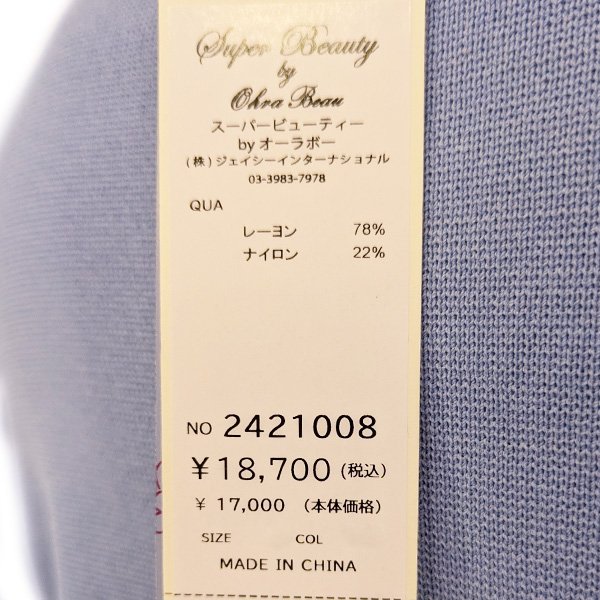 Super Beauty
by
Ohra Beau
スーパービューティー
by オーラボー
(株)ジェイシーインターナショナル
03-3983-7978
QUA
レーヨン 78%
ナイロン 22%
NO 2421008
¥18,700 (税込)
¥ 17,000 (本体価格)
SIZE COL
MADE IN CHINA